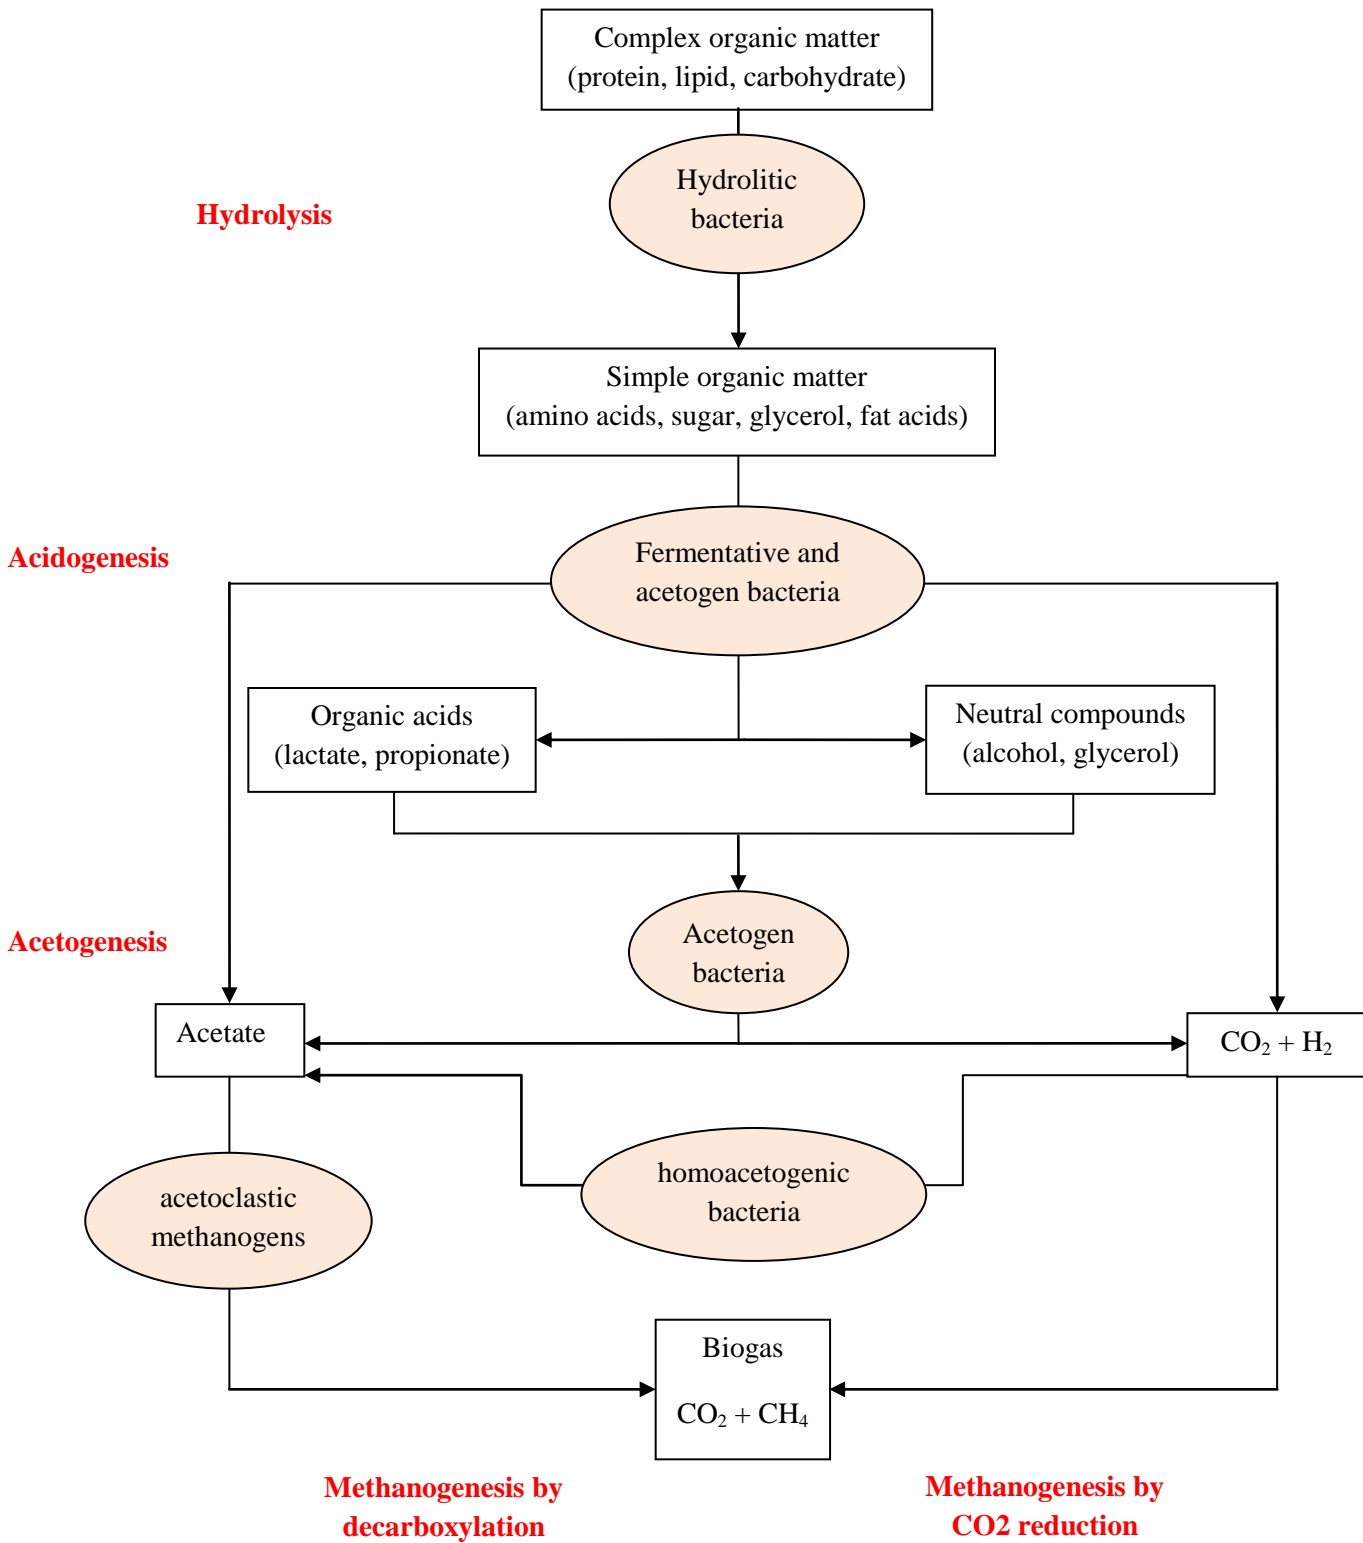 Complex organic matter
(protein, lipid, carbohydrate)
Hydrolitic
bacteria
Hydrolysis
Simple organic matter
(amino acids, sugar, glycerol, fat acids)
Acidogenesis
Fermentative and
acetogen bacteria
Organic acids
(lactate, propionate)
Neutral compounds
(alcohol, glycerol)
Acetogenesis
Acetogen
bacteria
Acetate
CO₂ + H₂
homoacetogenic
bacteria
acetoclastic
methanogens
Biogas
CO₂ + CH₄
Methanogenesis by
decarboxylation
Methanogenesis by
CO2 reduction